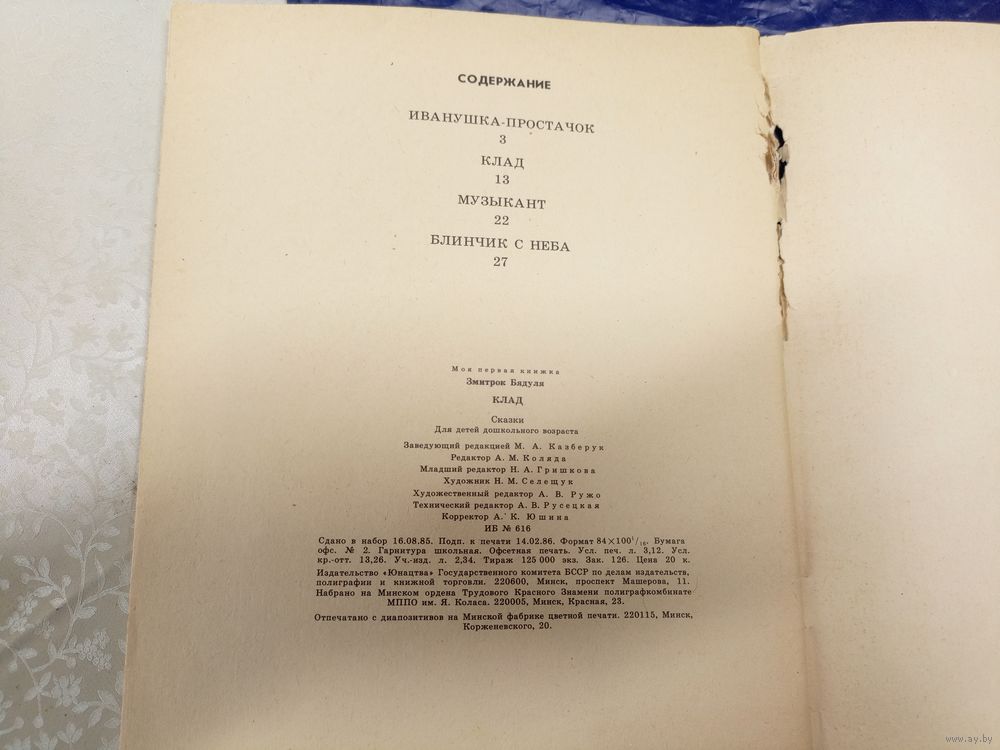 СОДЕРЖАНИЕ
ИВАНУШКА-ПРОСТАЧОК
3
КЛАД
13
МУЗЫКАНТ
22
БЛИНЧИК С НЕБА
27
Моя первая книжка
Змитрок Бядуля
КЛАД
Сказки
Для детей дошкольного возраста
Заведующий редакцией М. А. Казберук
Редактор А. М. Коляда
Младший редактор Н. А. Гришкова
Художник Н. М. Селещук
Художественный редактор А. В. Ружо
Технический редактор А. В. Русецкая
Корректор А. К. Юшина
ИБ № 616
Сдано в набор 16.08.85. Подп. к печати 14.02.86. Формат 84×100¹/₁₆. Бумага
офс. № 2. Гарнитура школьная. Офсетная печать. Усл. печ. л. 3,12. Усл.
кр.-отт. 13,26. Уч.-изд. л. 2,34. Тираж 125 000 экз. Зак. 126. Цена 20 к.
Издательство «Юнацтва» Государственного комитета БССР по делам издательств,
полиграфии и книжной торговли. 220600, Минск, проспект Машерова, 11.
Набрано на Минском ордена Трудового Красного Знамени полиграфкомбинате
МППО им. Я. Коласа. 220005, Минск, Красная, 23.
Отпечатано с диапозитивов на Минской фабрике цветной печати. 220115, Минск,
Корженевского, 20.
www.ay.by